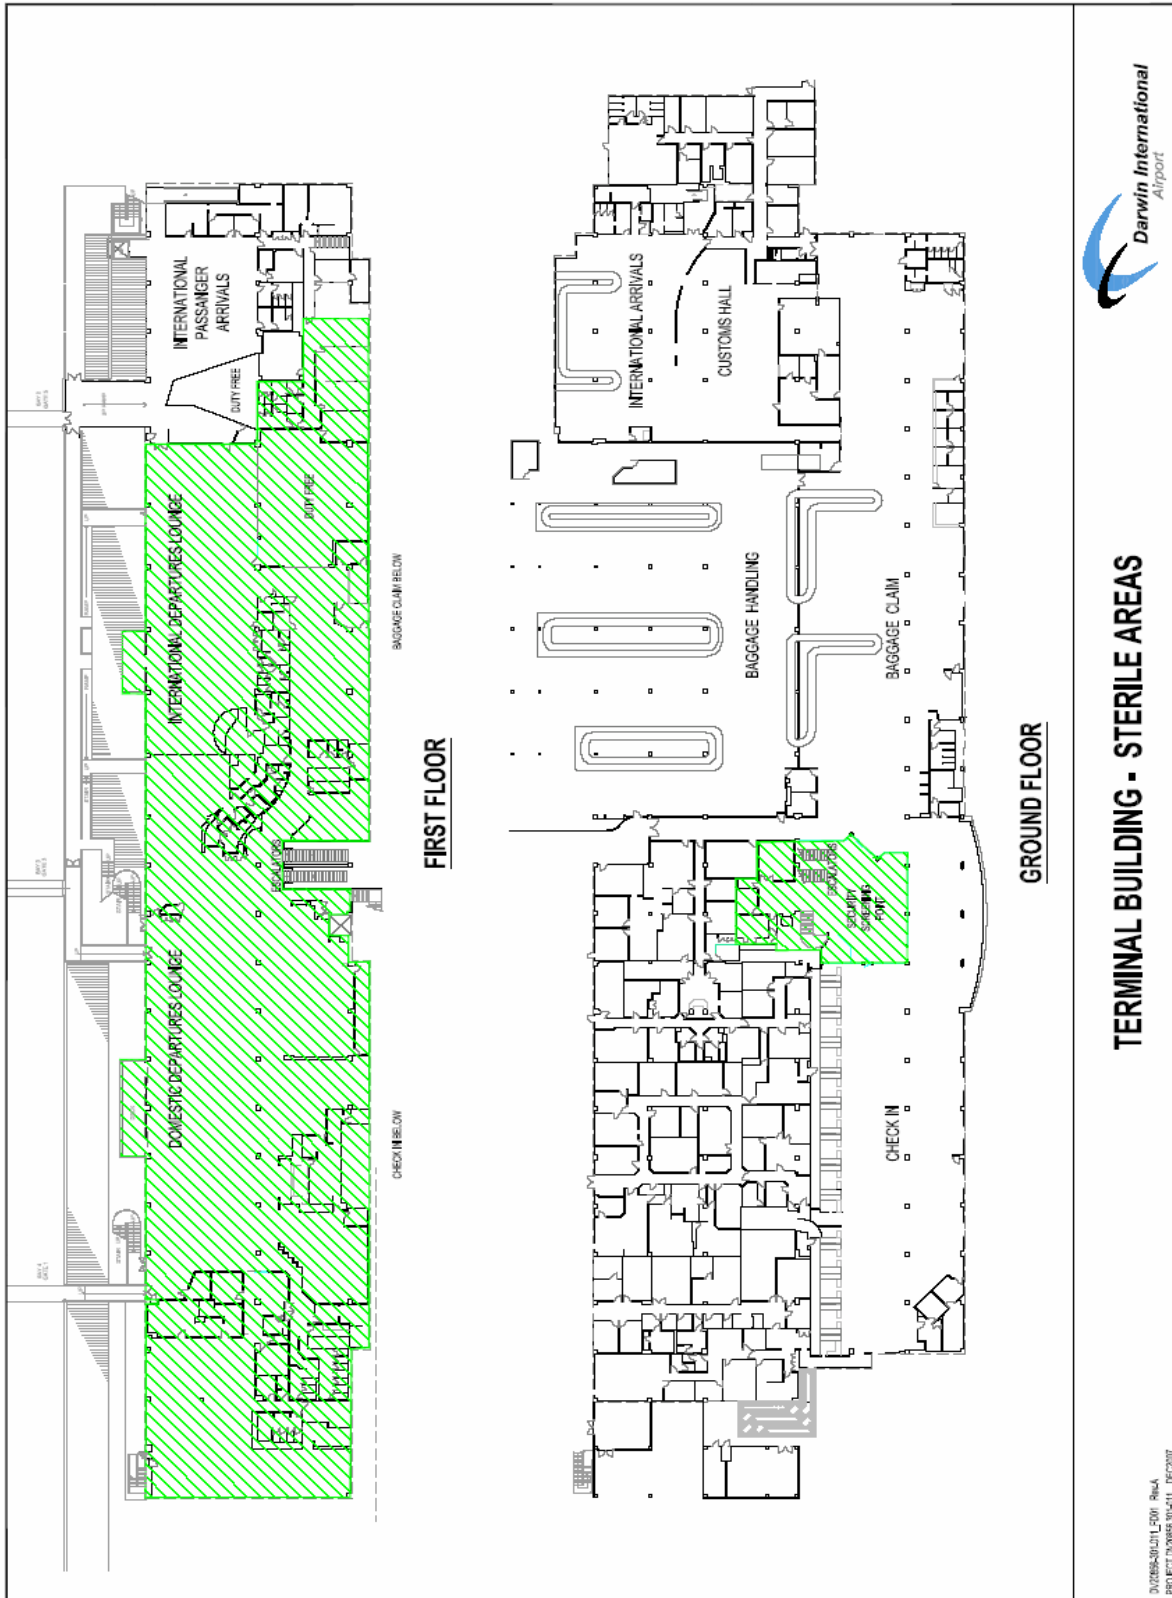 INTERNATIONAL
PASSANGER
ARRIVALS
DUTY FREE
INTERNATIONAL DEPARTURES LOUNGE
DUTY FREE
BAGGAGE CLAIM BELOW
ESCALATORS
DOMESTIC DEPARTURES LOUNGE
CHECK IN BELOW
FIRST FLOOR
INTERNATIONAL ARRIVALS
CUSTOMS HALL
BAGGAGE HANDLING
BAGGAGE CLAIM
ESCALATORS
SECURITY
SCREENING
POINT
CHECK IN
GROUND FLOOR
TERMINAL BUILDING - STERILE AREAS
Darwin International
Airport